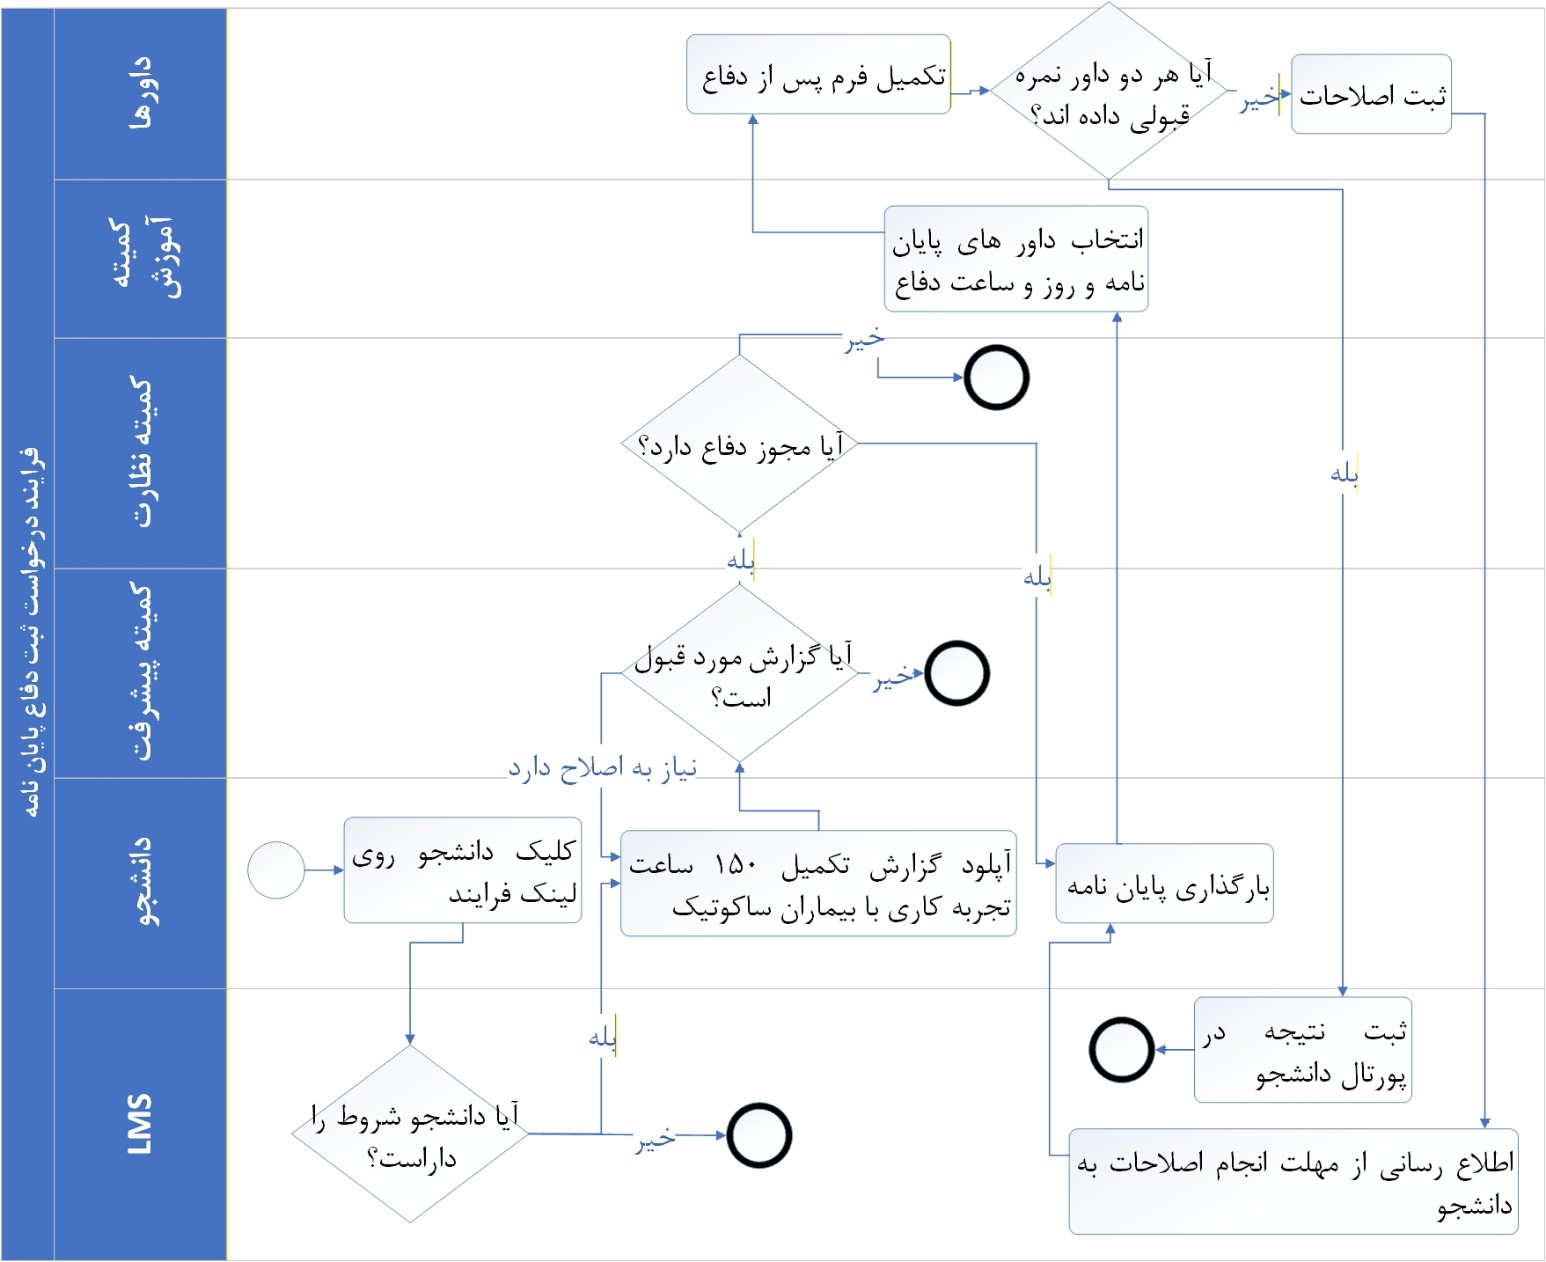 فرایند درخواست ثبت دفاع پایان نامه
داورها
تکمیل فرم پس از دفاع
آیا هر دو داور نمره
قبولی داده اند؟
خیر
ثبت اصلاحات
کمیته
آموزش
انتخاب داور های پایان
نامه و روز و ساعت دفاع
کمیته نظارت
خیر
آیا مجوز دفاع دارد؟
بله
بله
بله
کمیته پیشرفت
آیا گزارش مورد قبول
است؟
خیر
نیاز به اصلاح دارد
دانشجو
کلیک دانشجو روی
لینک فرایند
آپلود گزارش تکمیل ۱۵۰ ساعت
تجربه کاری با بیماران ساکوتیک
بارگذاری پایان نامه
LMS
بله
آیا دانشجو شروط را
داراست؟
خیر
ثبت نتیجه در
پورتال دانشجو
اطلاع رسانی از مهلت انجام اصلاحات به
دانشجو